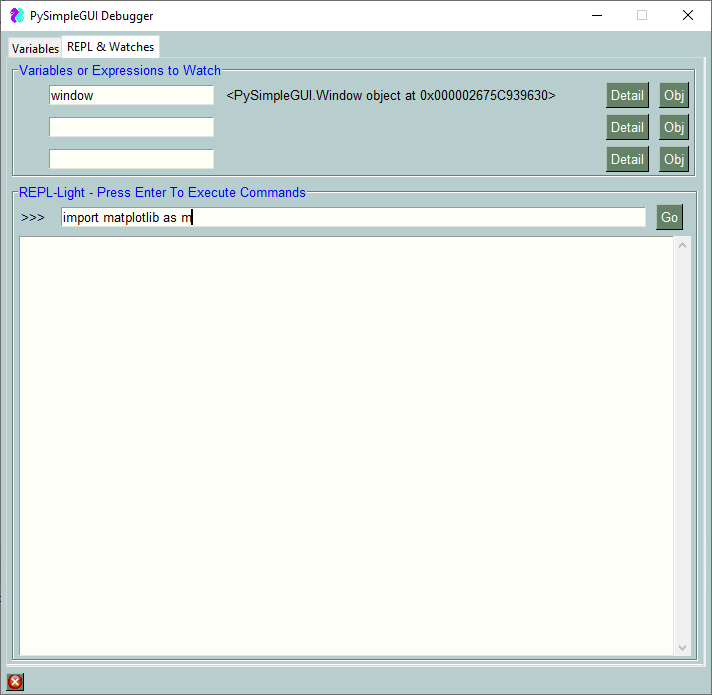 PySimpleGUI Debugger
Variables REPL & Watches
Variables or Expressions to Watch
window <PySimpleGUI.Window object at 0x000002675C939630> Detail Obj
Detail Obj
Detail Obj
REPL-Light - Press Enter To Execute Commands
>>> import matplotlib as m Go